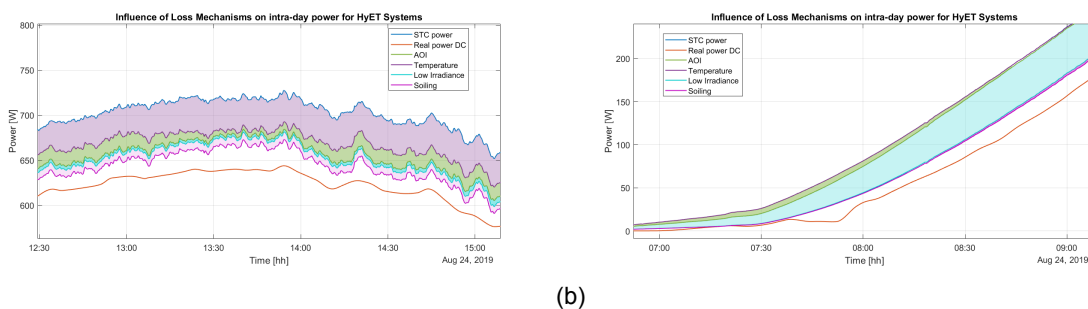 Influence of Loss Mechanisms on intra-day power for HyET Systems
800
750
700
650
600
Power [W]
STC power
Real power DC
AOI
Temperature
Low Irradiance
Soiling
12:30
13:00
13:30
14:00
14:30
15:00
Time [hh]
Aug 24, 2019
Influence of Loss Mechanisms on intra-day power for HyET Systems
200
150
100
50
0
Power [W]
STC power
Real power DC
AOI
Temperature
Low Irradiance
Soiling
07:00
07:30
08:00
08:30
09:00
Time [hh]
Aug 24, 2019
(b)